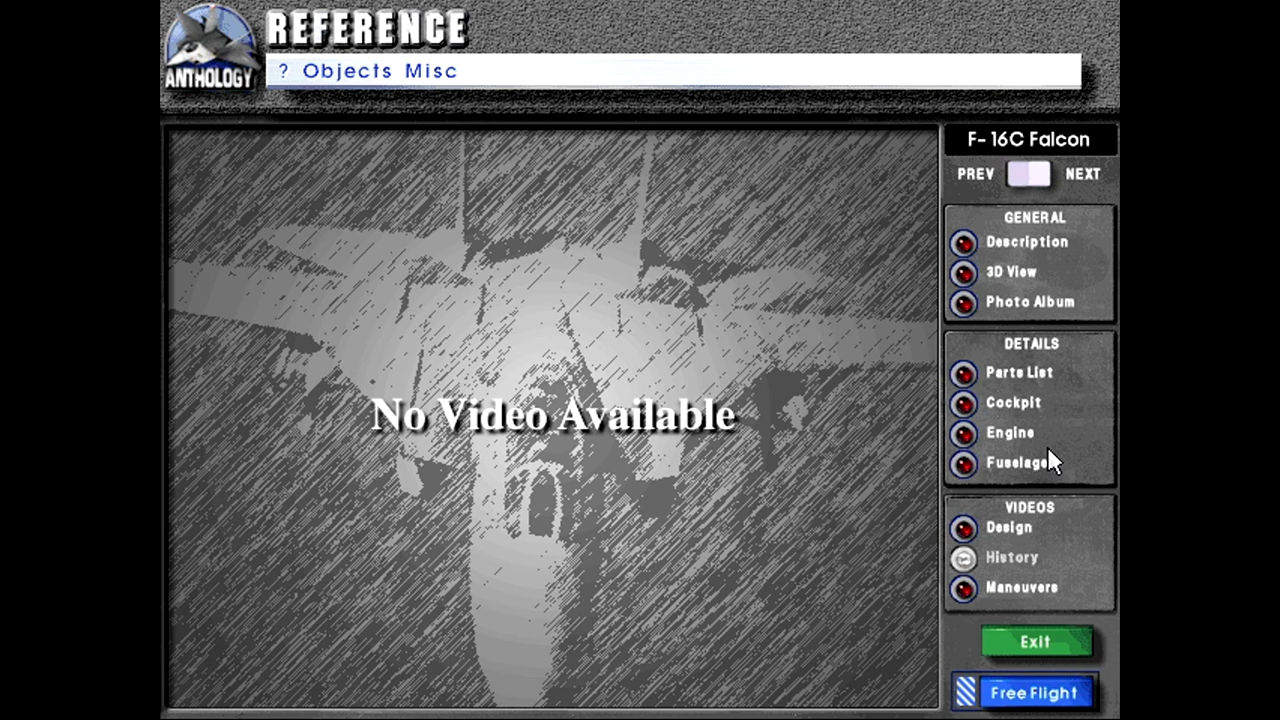 REFERENCE
ANTHOLOGY
? Objects Misc
F-16C Falcon
PREV NEXT
GENERAL
Description
3D View
Photo Album
DETAILS
Parts List
Cockpit
Engine
Fuselage
VIDEOS
Design
History
Maneuvers
Exit
Free Flight
No Video Available